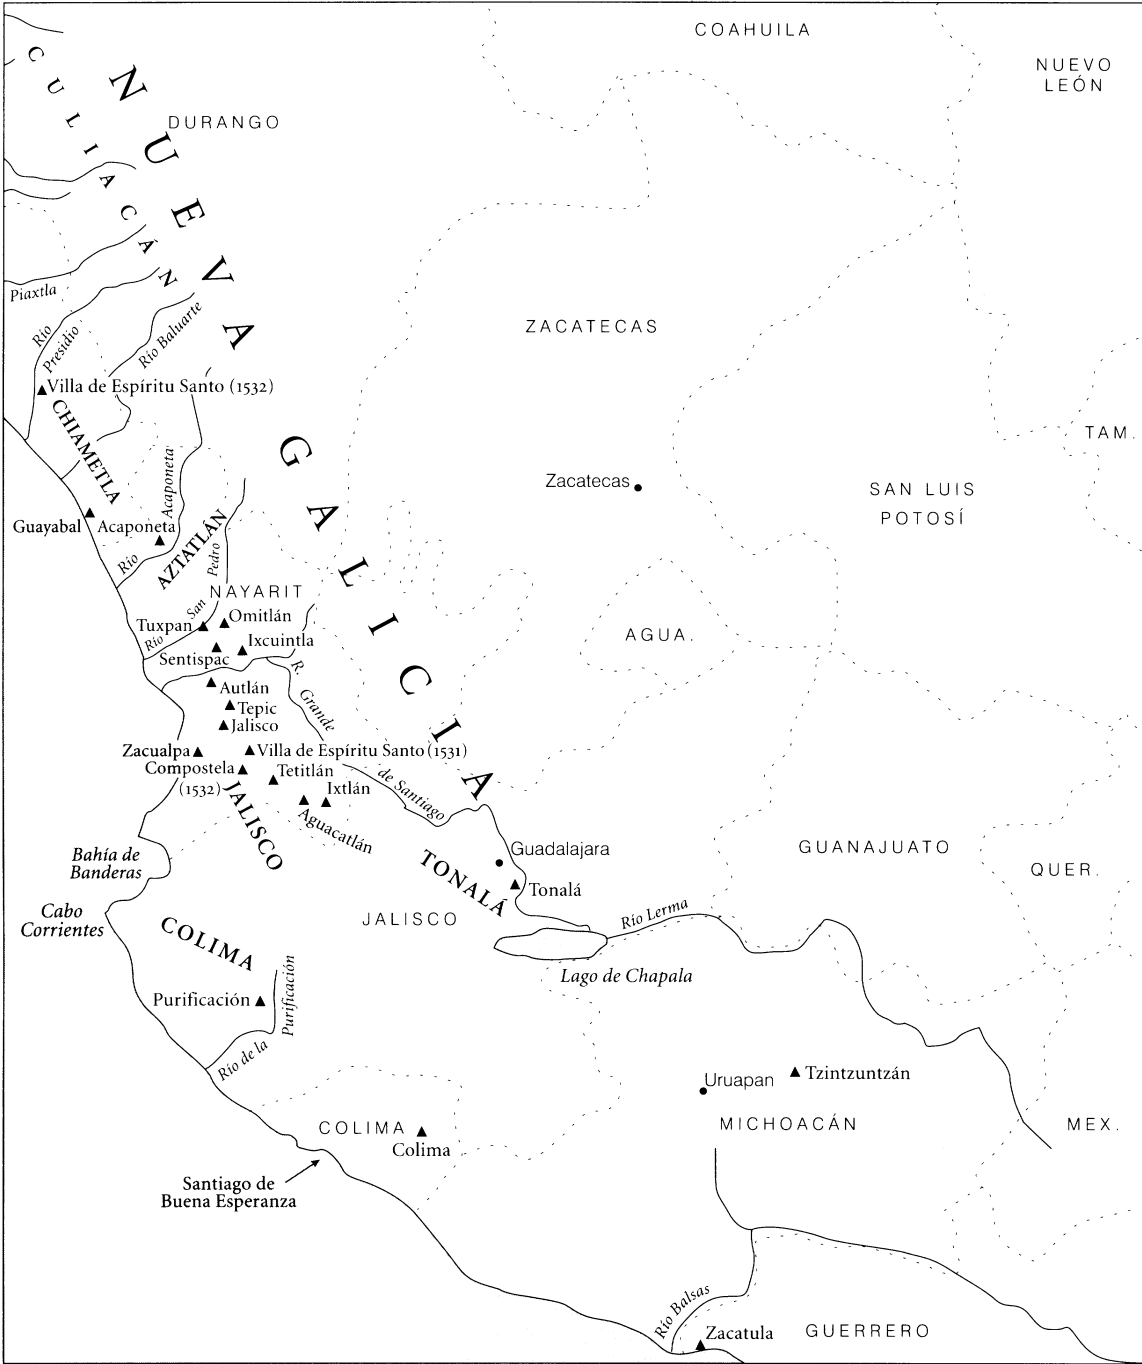 COAHUILA
NUEVO
LEÓN
CULIACÁN
NUEVA GALICIA
DURANGO
Piaxtla
Río
Presidio
Río Baluarte
ZACATECAS
Villa de Espíritu Santo (1532)
CHIAMETLA
TAM.
Zacatecas
SAN LUIS
POTOSÍ
Guayabal
Acaponeta
Río
Acaponeta
AZTATLÁN
NAYARIT
Río
San
Pedro
Tuxpan
Omitlán
Ixcuintla
Sentispac
AGUA.
R.
Grande
de Santiago
Autlán
Tepic
Jalisco
Zacualpa
Villa de Espíritu Santo (1531)
Compostela
(1532)
Tetitlán
Ixtlán
Aguacatlán
JALISCO
Bahía de
Banderas
Guadalajara
TONALÁ
Tonalá
GUANAJUATO
QUER.
Cabo
Corrientes
COLIMA
JALISCO
Río Lerma
Lago de Chapala
Purificación
Río de la
Purificación
Uruapan
Tzintzuntzán
MICHOACÁN
MEX.
COLIMA
Colima
Santiago de
Buena Esperanza
Río Balsas
Zacatula
GUERRERO